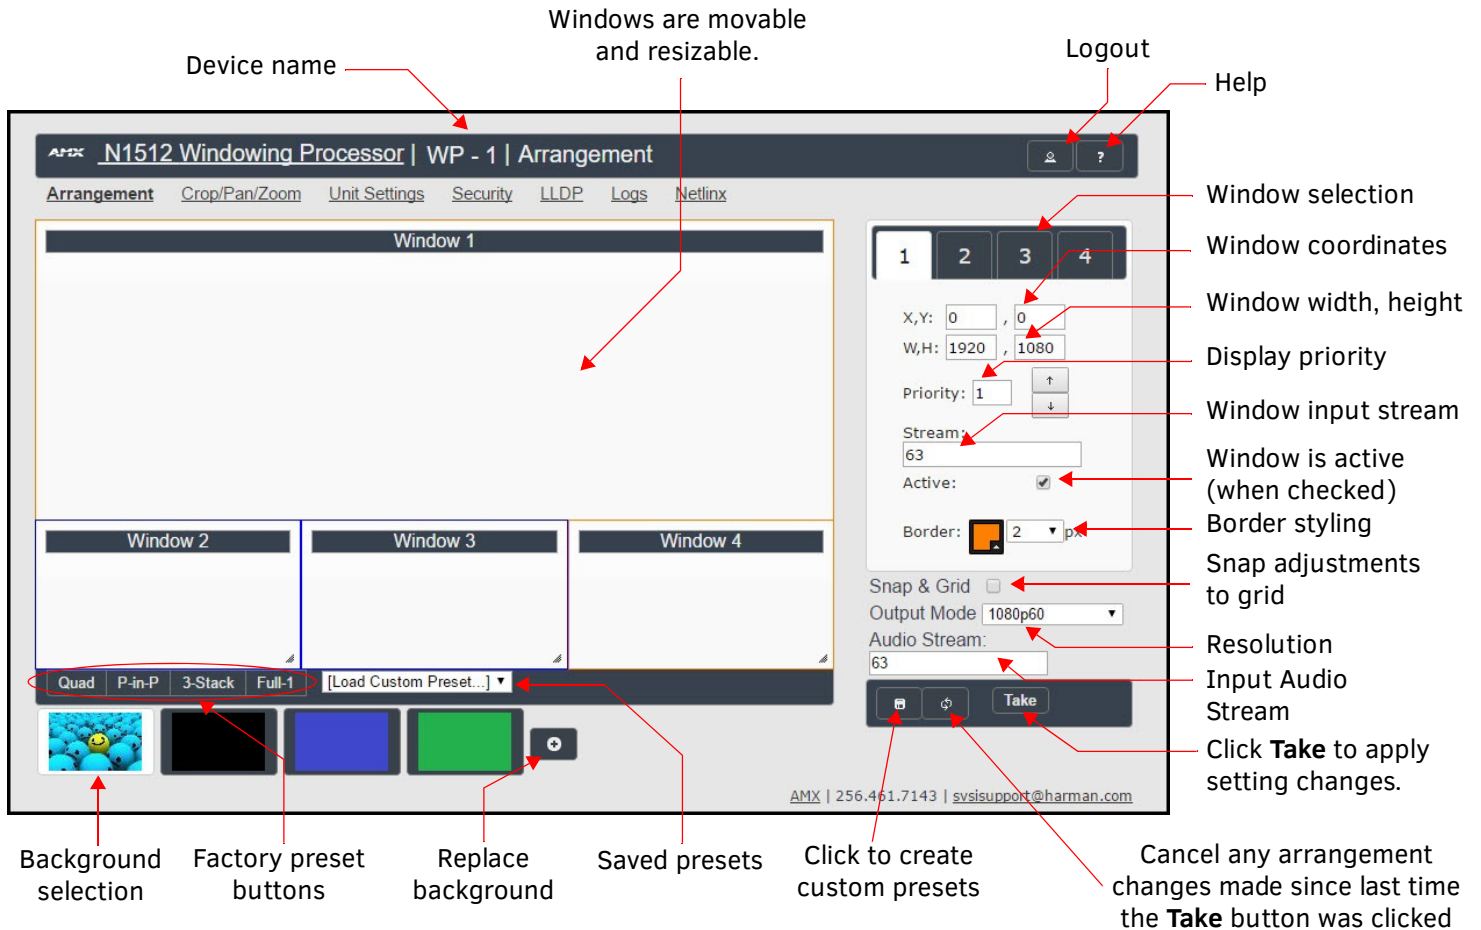 Windows are movable
and resizable.
Device name
Logout
Help
AMX N1512 Windowing Processor | WP - 1 | Arrangement
?
Arrangement Crop/Pan/Zoom Unit Settings Security LLDP Logs Netlinx
Window 1
Window 2
Window 3
Window 4
1 2 3 4
X,Y: 0 , 0
W,H: 1920 , 1080
Priority: 1
↑
↓
Stream:
63
Active:
Border: 2 px
Snap & Grid
Output Mode 1080p60
Audio Stream:
63
Take
Quad P-in-P 3-Stack Full-1 [Load Custom Preset...]
AMX | 256.461.7143 | svsisupport@harman.com
Window selection
Window coordinates
Window width, height
Display priority
Window input stream
Window is active
(when checked)
Border styling
Snap adjustments
to grid
Resolution
Input Audio
Stream
Click Take to apply
setting changes.
Background
selection
Factory preset
buttons
Replace
background
Saved presets
Click to create
custom presets
Cancel any arrangement
changes made since last time
the Take button was clicked